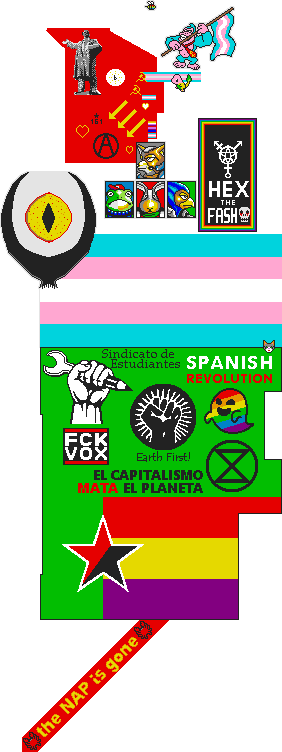 HEX
THE
FASH
Sindicato de
Estudiantes
SPANISH
REVOLUTION
FCK
VOX
Earth First!
EL CAPITALISMO
MATA EL PLANETA
the NAP is gone